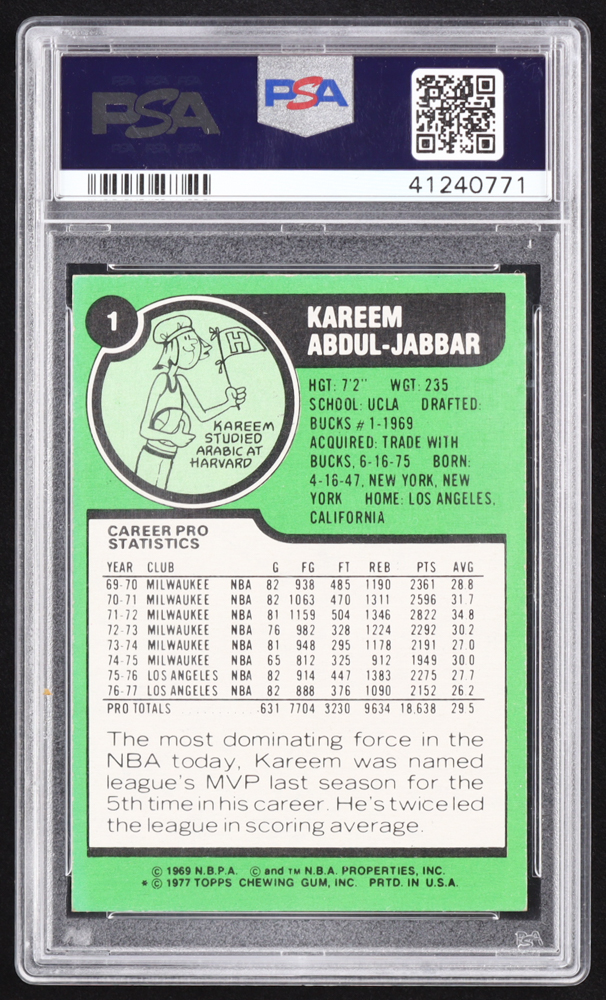 PSA
PSA
41240771
1
KAREEM
ABDUL-JABBAR
H
KAREEM
STUDIED
ARABIC AT
HARVARD
HGT: 7'2" WGT: 235
SCHOOL: UCLA DRAFTED:
BUCKS # 1-1969
ACQUIRED: TRADE WITH
BUCKS, 6-16-75 BORN:
4-16-47, NEW YORK, NEW
YORK HOME: LOS ANGELES,
CALIFORNIA
CAREER PRO
STATISTICS
YEAR CLUB G FG FT REB PTS AVG
69-70 MILWAUKEE NBA 82 938 485 1190 2361 28.8
70-71 MILWAUKEE NBA 82 1063 470 1311 2596 31.7
71-72 MILWAUKEE NBA 81 1159 504 1346 2822 34.8
72-73 MILWAUKEE NBA 76 982 328 1224 2292 30.2
73-74 MILWAUKEE NBA 81 948 295 1178 2191 27.0
74-75 MILWAUKEE NBA 65 812 325 912 1949 30.0
75-76 LOS ANGELES NBA 82 914 447 1383 2275 27.7
76-77 LOS ANGELES NBA 82 888 376 1090 2152 26.2
PRO TOTALS 631 7704 3230 9634 18,638 29.5
The most dominating force in the
NBA today, Kareem was named
league's MVP last season for the
5th time in his career. He's twice led
the league in scoring average.
© 1969 N.B.P.A. © and TM N.B.A. PROPERTIES, INC.
* © 1977 TOPPS CHEWING GUM, INC. PRTD. IN U.S.A.
PSA